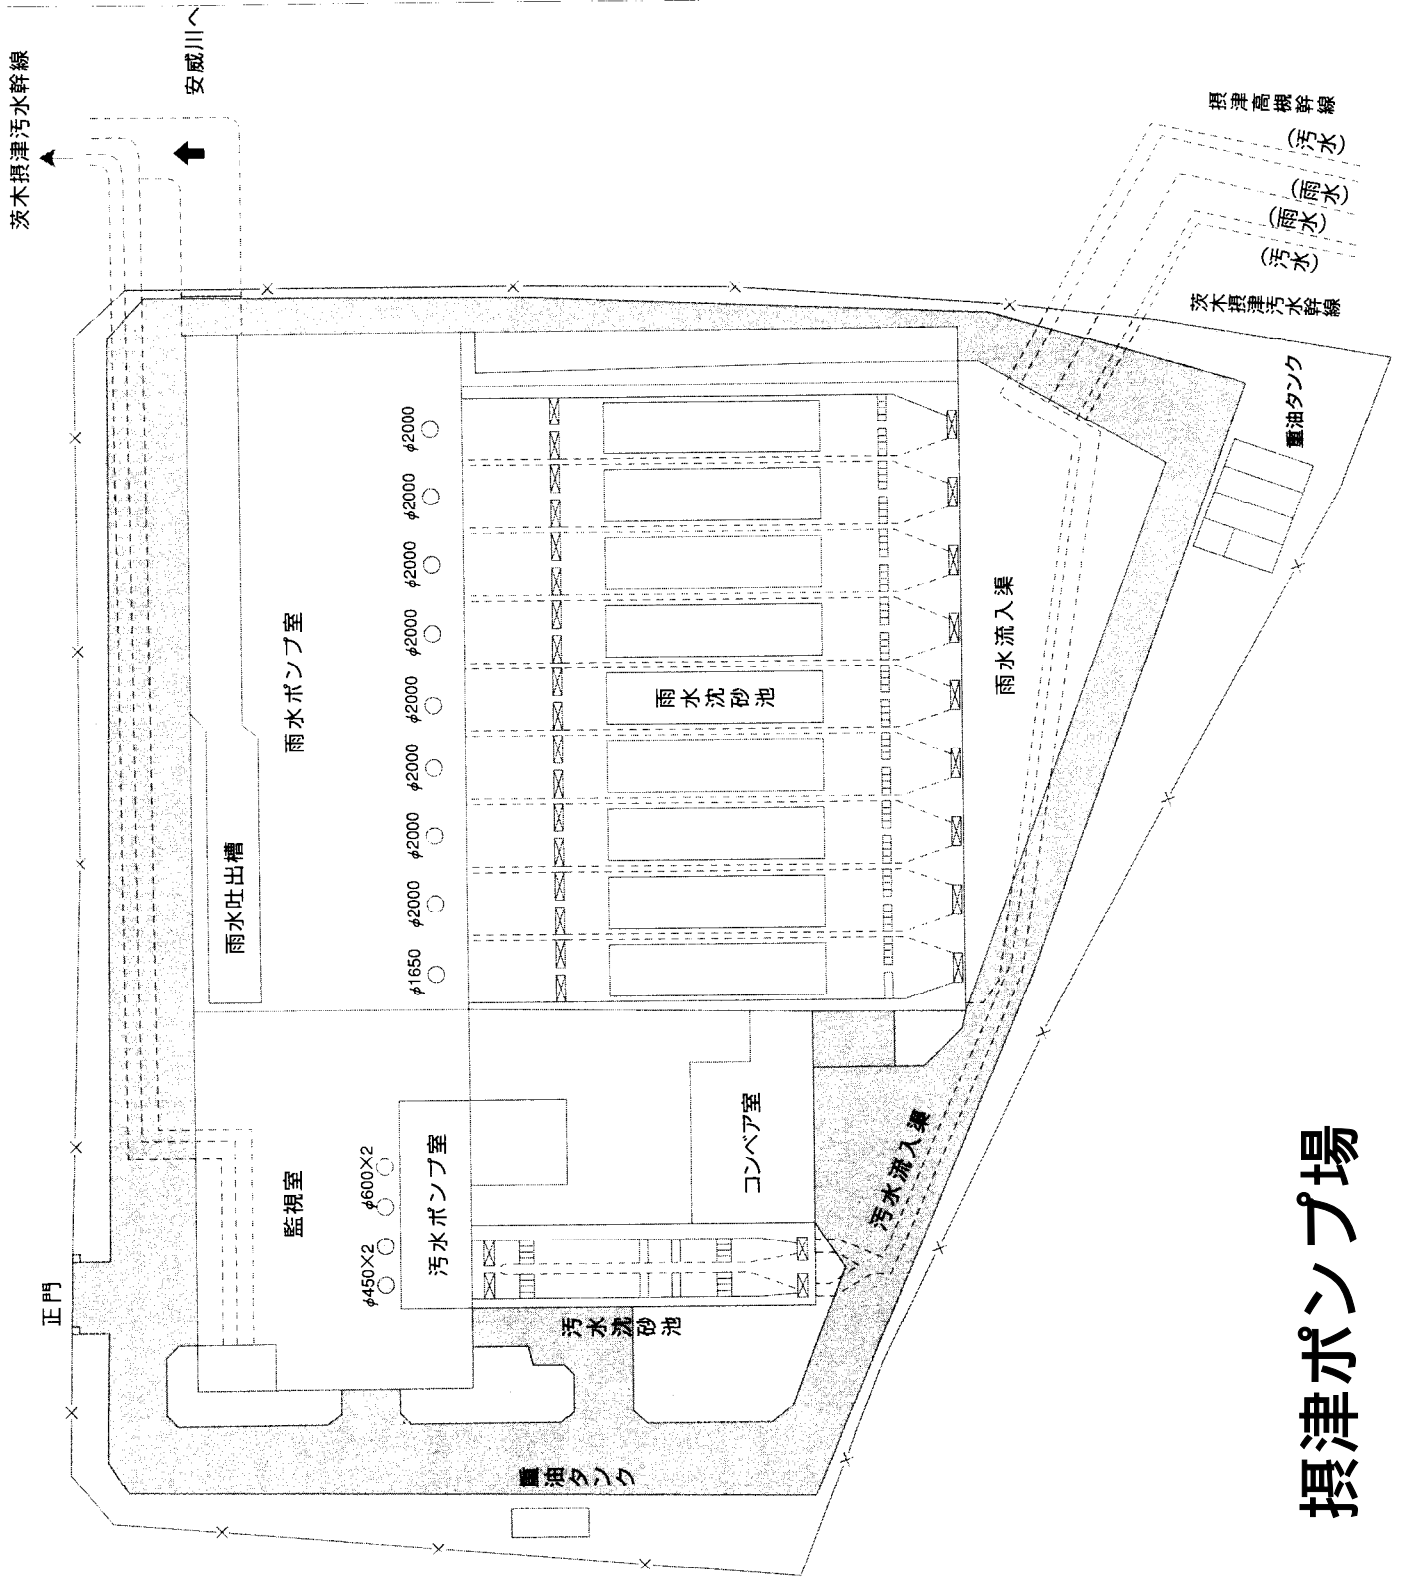 摂津ポンプ場
茨木摂津汚水幹線
安威川へ
正門
雨水吐出槽
雨水ポンプ室
監視室
φ450×2
φ600×2
φ1650
φ2000
φ2000
φ2000
φ2000
φ2000
φ2000
φ2000
φ2000
汚水ポンプ室
汚水沈砂池
雨水沈砂池
コンベア室
汚水流入渠
雨水流入渠
重油タンク
重油タンク
摂津高槻幹線
(汚水)
(雨水)
(雨水)
(汚水)
茨木摂津汚水幹線